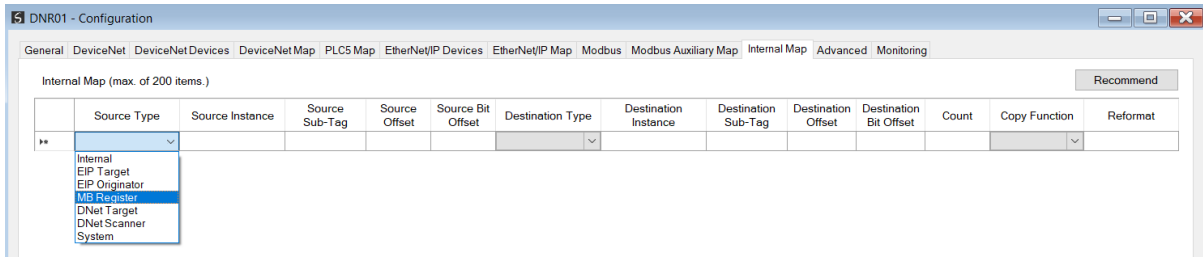 DNR01 - Configuration
General DeviceNet DeviceNet Devices DeviceNet Map PLC5 Map EtherNet/IP Devices EtherNet/IP Map Modbus Modbus Auxiliary Map Internal Map Advanced Monitoring
Internal Map (max. of 200 items.)
Recommend
Source Type Source Instance Source Sub-Tag Source Offset Source Bit Offset Destination Type Destination Instance Destination Sub-Tag Destination Offset Destination Bit Offset Count Copy Function Reformat
Internal
EIP Target
EIP Originator
MB Register
DNet Target
DNet Scanner
System